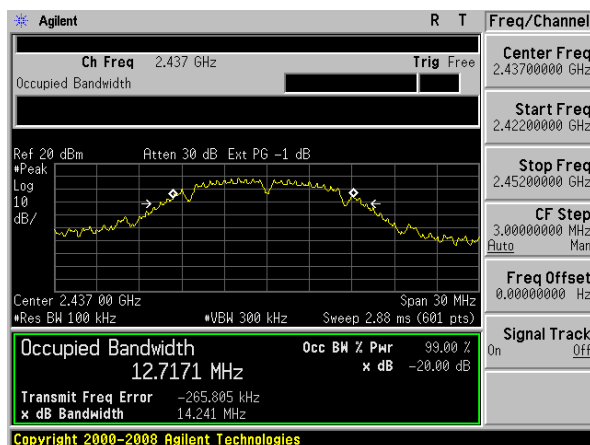 Agilent R T Freq/Channel
Ch Freq 2.437 GHz Trig Free
Occupied Bandwidth
Center Freq
2.43700000 GHz
Start Freq
2.42200000 GHz
Stop Freq
2.45200000 GHz
CF Step
3.00000000 MHz
Auto Man
Freq Offset
0.00000000 Hz
Signal Track
On Off
Ref 20 dBm Atten 30 dB Ext PG -1 dB
#Peak
Log
10
dB/
Center 2.437 00 GHz Span 30 MHz
#Res BW 100 kHz #VBW 300 kHz Sweep 2.88 ms (601 pts)
Occupied Bandwidth Occ BW % Pwr 99.00 %
12.7171 MHz x dB -20.00 dB
Transmit Freq Error -265.805 kHz
x dB Bandwidth 14.241 MHz
Copyright 2000-2008 Agilent Technologies